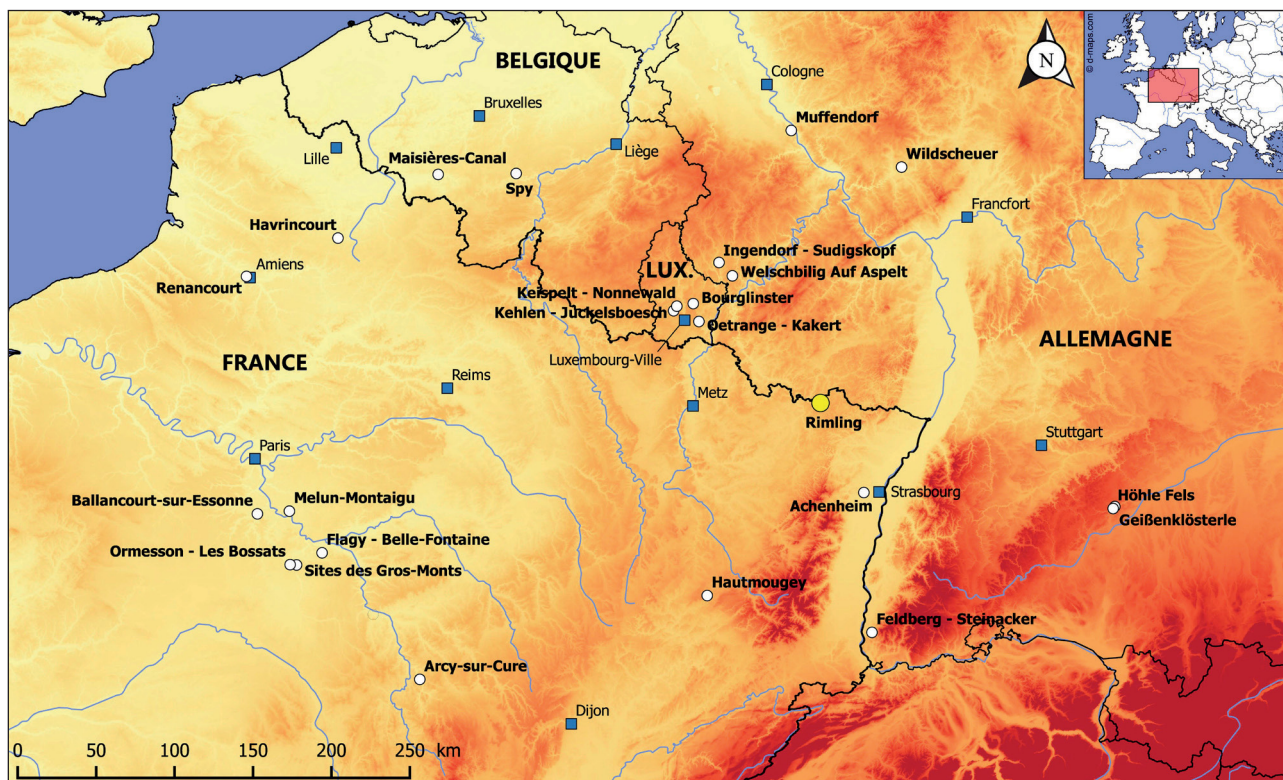 BELGIQUE
N
© d-maps.com
Cologne
Bruxelles
Muffendorf
Lille
Liège
Maisières-Canal
Wildscheuer
Spy
Francfort
Havrincourt
Ingendorf - Sudigskopf
Amiens
LUX.
Welschbilig Auf Aspelt
Renancourt
Keispelt - Nonnewald
Bourglinster
Kehlen - Juckelsboesch
Oetrange - Kakert
ALLEMAGNE
FRANCE
Luxembourg-Ville
Reims
Metz
Rimling
Paris
Stuttgart
Ballancourt-sur-Essonne
Melun-Montaigu
Strasbourg
Achenheim
Höhle Fels
Geißenklösterle
Flagy - Belle-Fontaine
Ormesson - Les Bossats
Sites des Gros-Monts
Hautmougey
Feldberg - Steinacker
Arcy-sur-Cure
Dijon
0 50 100 150 200 250 km